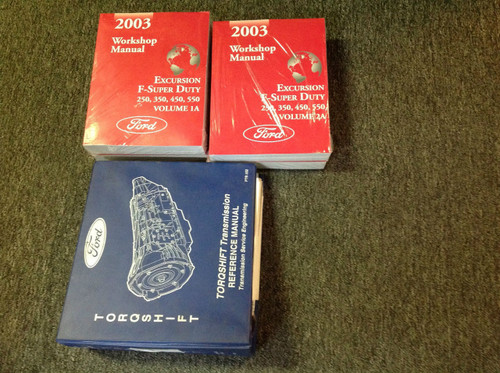 2003
Workshop
Manual
EXCURSION
F-SUPER DUTY
250, 350, 450, 550
VOLUME 1A
Ford
2003
Workshop
Manual
EXCURSION
F-SUPER DUTY
250, 350, 450, 550
VOLUME 2A
Ford
Ford
TORQSHIFT
TORQSHIFT Transmission
REFERENCE MANUAL
Transmission Service Engineering